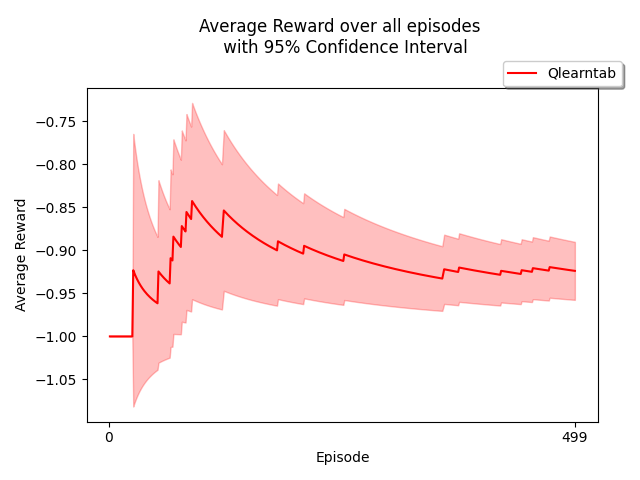 Average Reward over all episodes
with 95% Confidence Interval
Qlearntab
−0.75
−0.80
−0.85
−0.90
−0.95
−1.00
−1.05
Average Reward
0
499
Episode